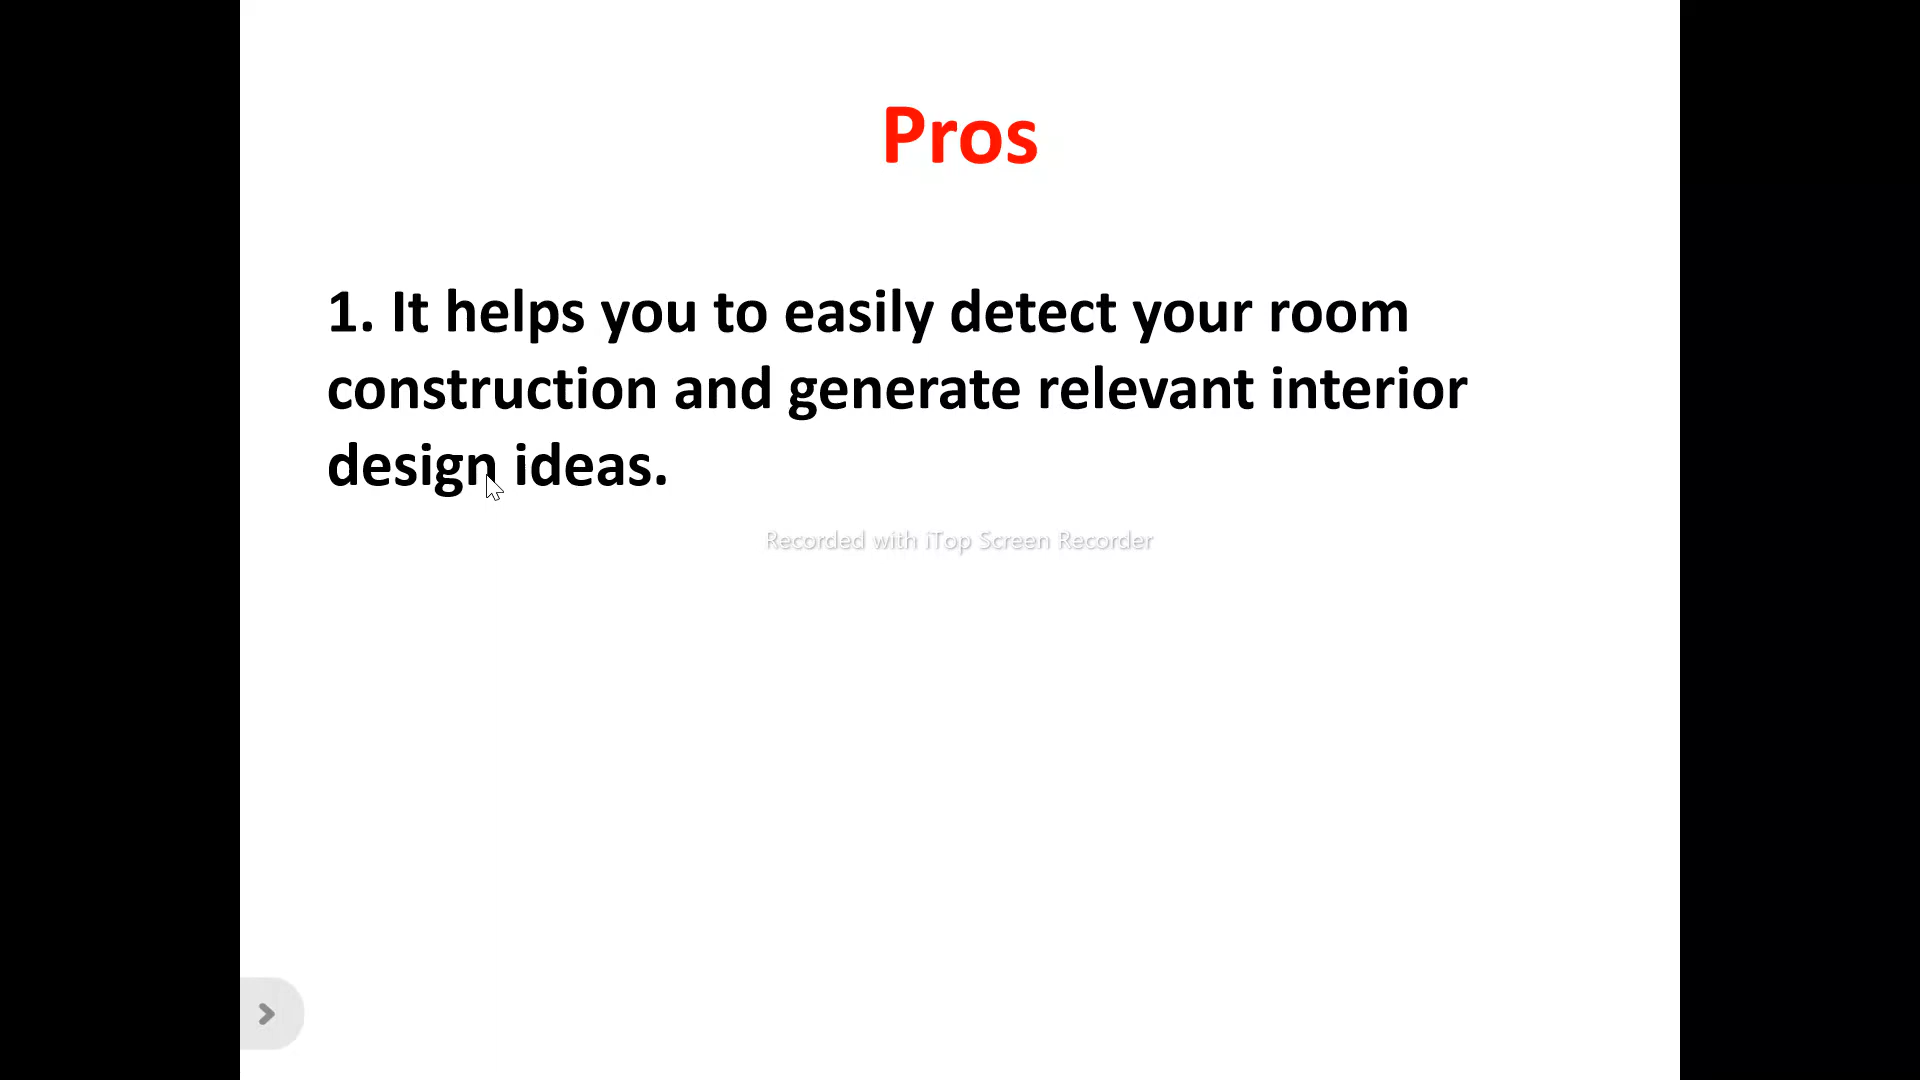 Pros
1. It helps you to easily detect your room
construction and generate relevant interior
design ideas.
Recorded with iTop Screen Recorder